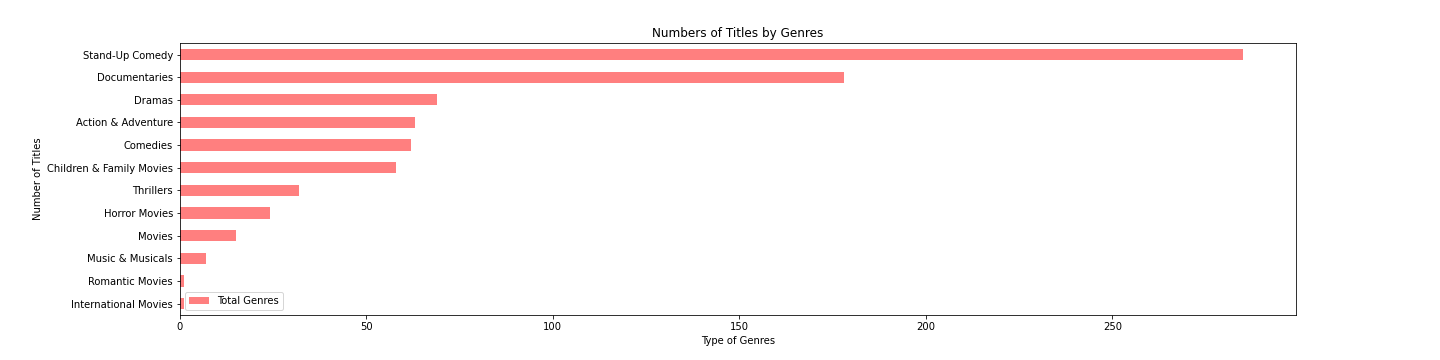 Numbers of Titles by Genres
Number of Titles
Stand-Up Comedy
Documentaries
Dramas
Action & Adventure
Comedies
Children & Family Movies
Thrillers
Horror Movies
Movies
Music & Musicals
Romantic Movies
International Movies
Total Genres
0 50 100 150 200 250
Type of Genres